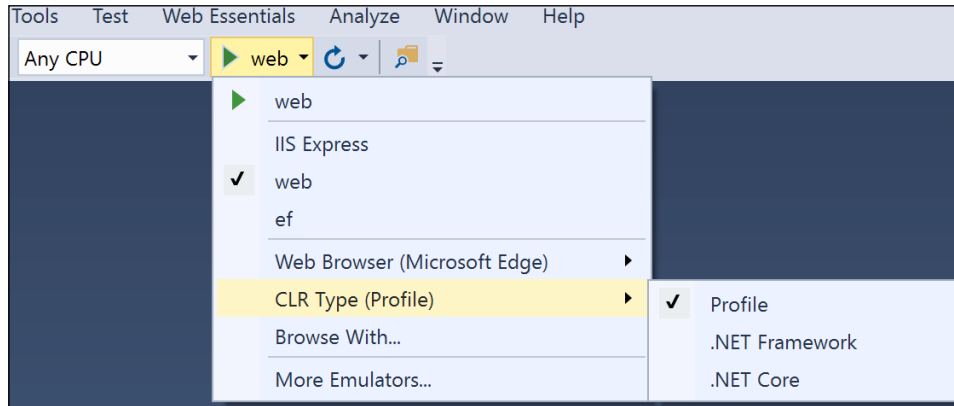 Tools Test Web Essentials Analyze Window Help
Any CPU web
web
IIS Express
web
ef
Web Browser (Microsoft Edge)
CLR Type (Profile)
Browse With...
More Emulators...
Profile
.NET Framework
.NET Core